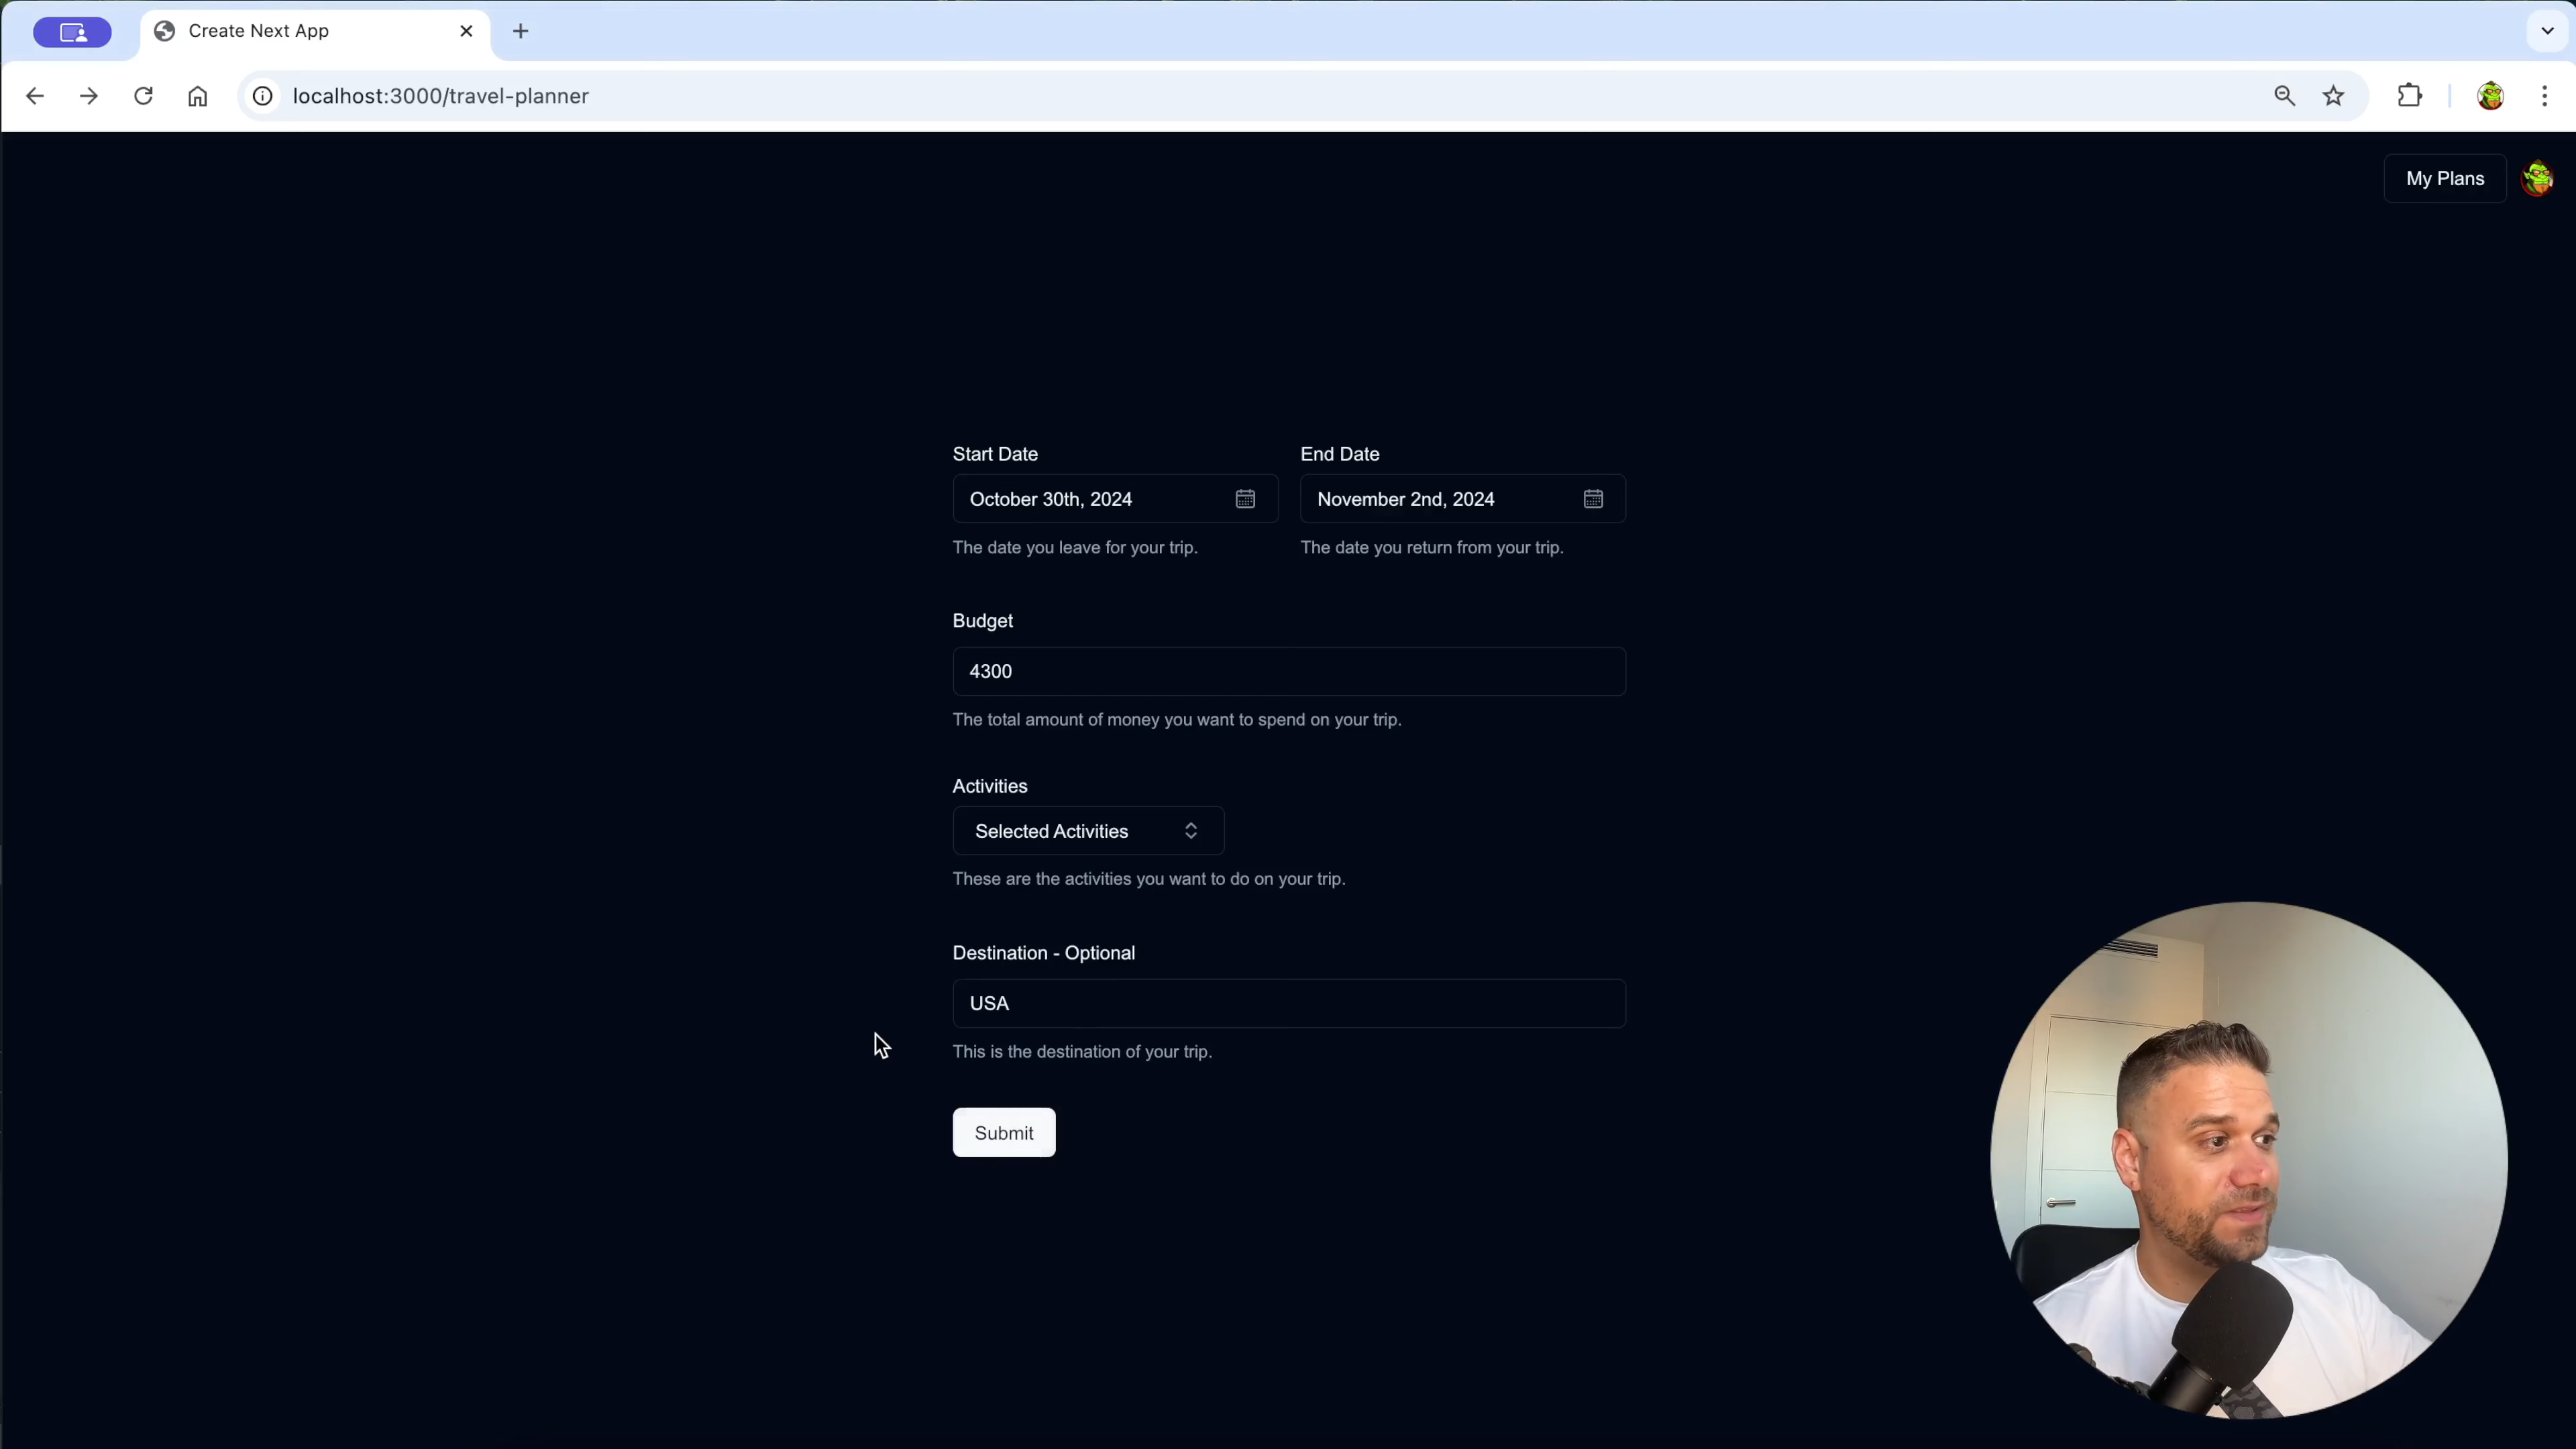 Create Next App
localhost:3000/travel-planner
My Plans
Start Date
End Date
October 30th, 2024
November 2nd, 2024
The date you leave for your trip.
The date you return from your trip.
Budget
4300
The total amount of money you want to spend on your trip.
Activities
Selected Activities
These are the activities you want to do on your trip.
Destination - Optional
USA
This is the destination of your trip.
Submit